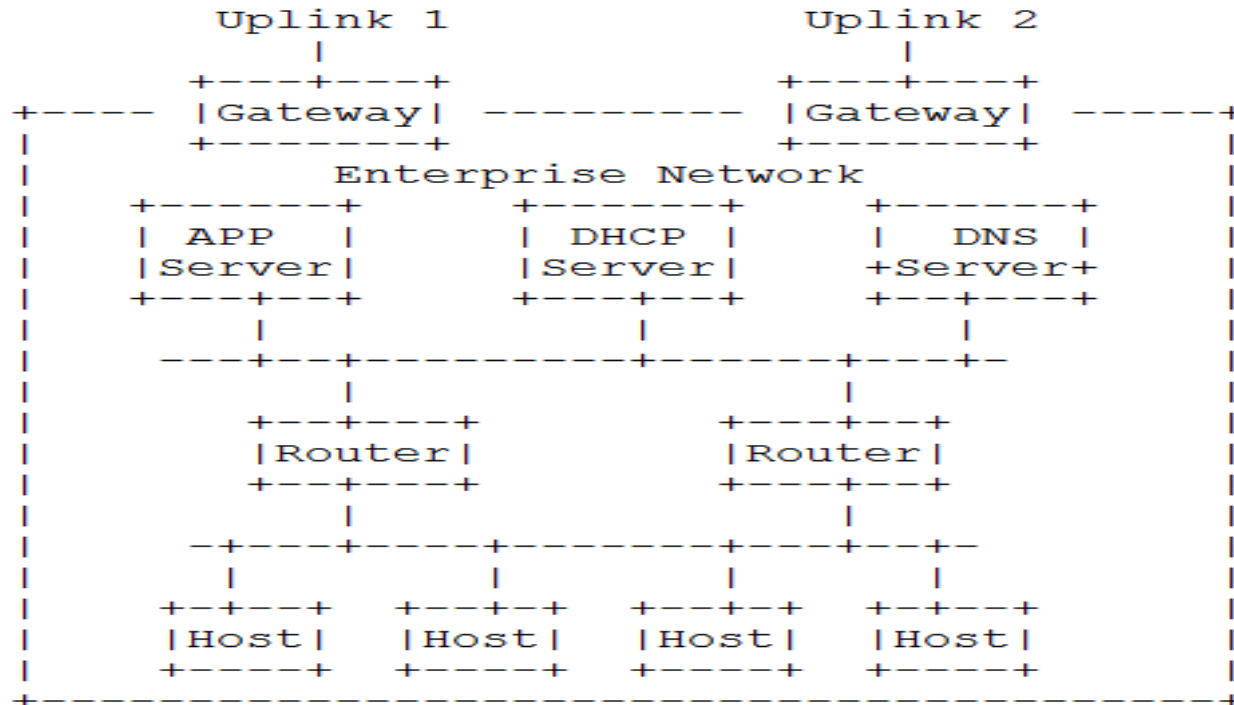 Uplink 1 Uplink 2
Gateway Gateway
Enterprise Network
APP DHCP DNS
Server Server Server
Router Router
Host Host Host Host